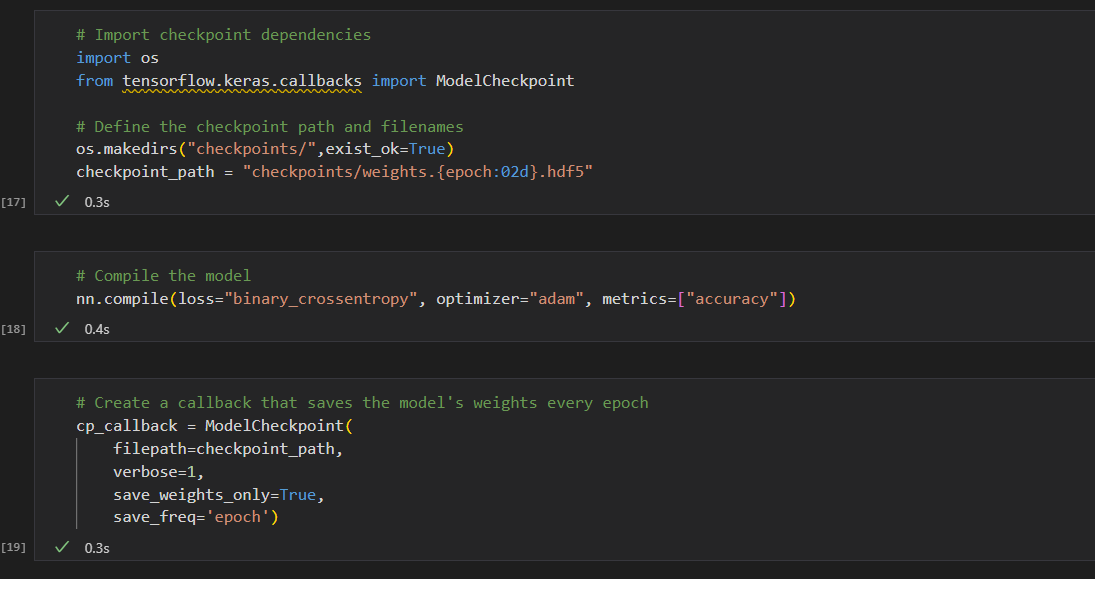 # Import checkpoint dependencies
import os
from tensorflow.keras.callbacks import ModelCheckpoint
# Define the checkpoint path and filenames
os.makedirs("checkpoints/",exist_ok=True)
checkpoint_path = "checkpoints/weights.{epoch:02d}.hdf5"
[17] 0.3s
# Compile the model
nn.compile(loss="binary_crossentropy", optimizer="adam", metrics=["accuracy"])
[18] 0.4s
# Create a callback that saves the model's weights every epoch
cp_callback = ModelCheckpoint(
    filepath=checkpoint_path,
    verbose=1,
    save_weights_only=True,
    save_freq='epoch')
[19] 0.3s